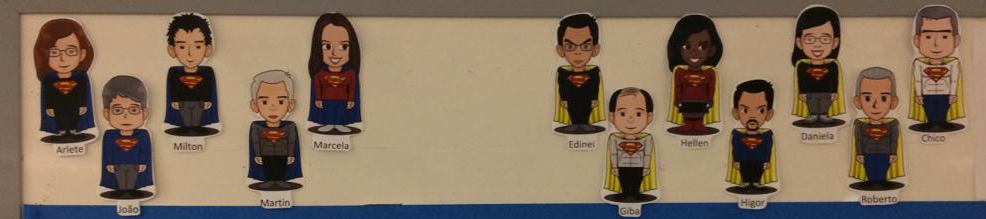 Arlete
João
Milton
Martin
Marcela
Edinei
Giba
Hellen
Higor
Daniela
Roberto
Chico